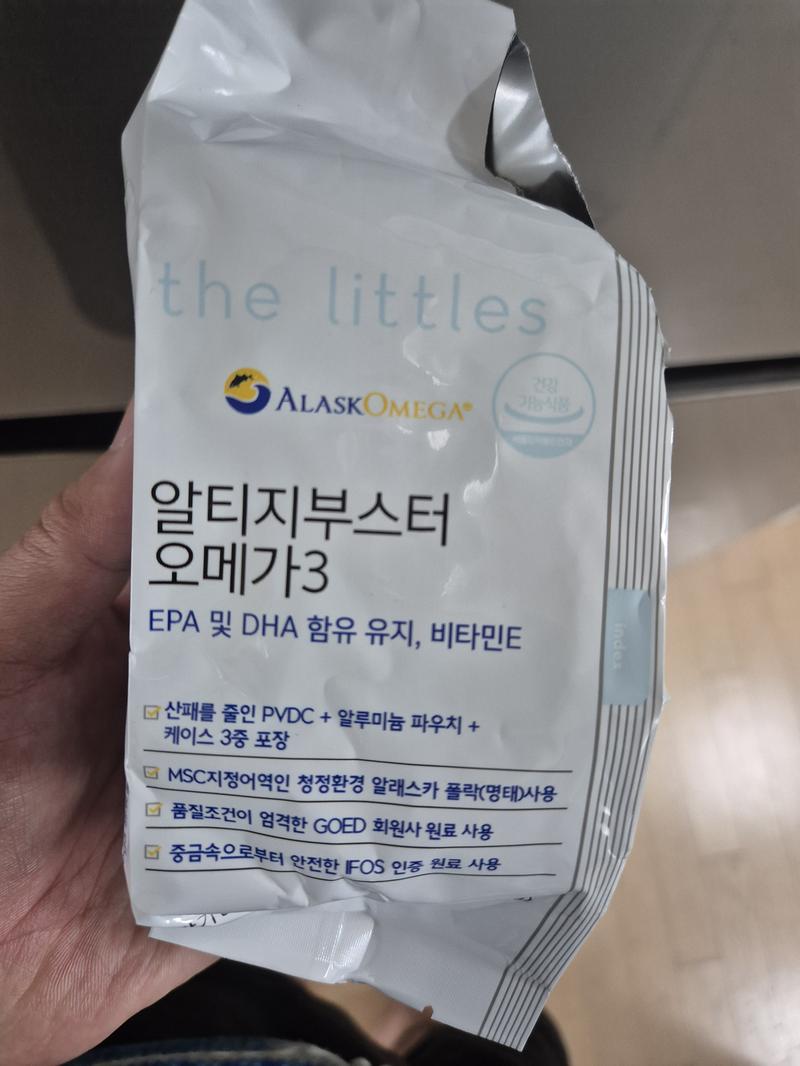 the littles
ALASKOMEGA®
건강
기능식품
알티지부스터
오메가3
EPA 및 DHA 함유 유지, 비타민E
산패를 줄인 PVDC + 알루미늄 파우치 +
케이스 3중 포장
MSC지정어역인 청정환경 알래스카 폴락(명태)사용
품질조건이 엄격한 GOED 회원사 원료 사용
중금속으로부터 안전한 IFOS 인증 원료 사용
index